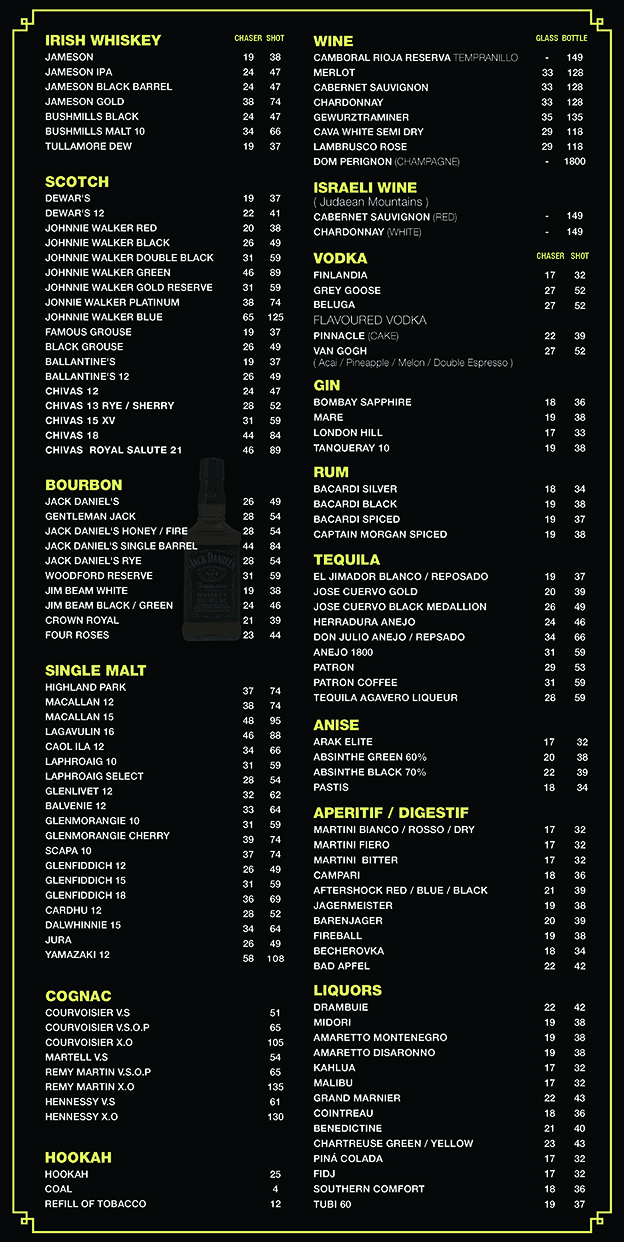 IRISH WHISKEY CHASER SHOT
JAMESON 19 38
JAMESON IPA 24 47
JAMESON BLACK BARREL 24 47
JAMESON GOLD 38 74
BUSHMILLS BLACK 24 47
BUSHMILLS MALT 10 34 66
TULLAMORE DEW 19 37
SCOTCH
DEWAR'S 19 37
DEWAR'S 12 22 41
JOHNNIE WALKER RED 20 38
JOHNNIE WALKER BLACK 26 49
JOHNNIE WALKER DOUBLE BLACK 31 59
JOHNNIE WALKER GREEN 46 89
JOHNNIE WALKER GOLD RESERVE 31 59
JONNIE WALKER PLATINUM 38 74
JOHNNIE WALKER BLUE 65 125
FAMOUS GROUSE 19 37
BLACK GROUSE 26 49
BALLANTINE'S 19 37
BALLANTINE'S 12 26 49
CHIVAS 12 24 47
CHIVAS 13 RYE / SHERRY 28 52
CHIVAS 15 XV 31 59
CHIVAS 18 44 84
CHIVAS ROYAL SALUTE 21 46 89
BOURBON
JACK DANIEL'S 26 49
GENTLEMAN JACK 28 54
JACK DANIEL'S HONEY / FIRE 28 54
JACK DANIEL'S SINGLE BARREL 44 84
JACK DANIEL'S RYE 28 54
WOODFORD RESERVE 31 59
JIM BEAM WHITE 19 38
JIM BEAM BLACK / GREEN 24 46
CROWN ROYAL 21 39
FOUR ROSES 23 44
SINGLE MALT
HIGHLAND PARK 37 74
MACALLAN 12 38 74
MACALLAN 15 48 95
LAGAVULIN 16 46 88
CAOL ILA 12 34 66
LAPHROAIG 10 31 59
LAPHROAIG SELECT 28 54
GLENLIVET 12 32 62
BALVENIE 12 33 64
GLENMORANGIE 10 31 59
GLENMORANGIE CHERRY 39 74
SCAPA 10 37 74
GLENFIDDICH 12 26 49
GLENFIDDICH 15 31 59
GLENFIDDICH 18 36 69
CARDHU 12 28 52
DALWHINNIE 15 34 64
JURA 26 49
YAMAZAKI 12 58 108
COGNAC
COURVOISIER V.S 51
COURVOISIER V.S.O.P 65
COURVOISIER X.O 105
MARTELL V.S 54
REMY MARTIN V.S.O.P 65
REMY MARTIN X.O 135
HENNESSY V.S 61
HENNESSY X.O 130
HOOKAH
HOOKAH 25
COAL 4
REFILL OF TOBACCO 12
WINE GLASS BOTTLE
CAMBORAL RIOJA RESERVA TEMPRANILLO - 149
MERLOT 33 128
CABERNET SAUVIGNON 33 128
CHARDONNAY 33 128
GEWURZTRAMINER 35 135
CAVA WHITE SEMI DRY 29 118
LAMBRUSCO ROSE 29 118
DOM PERIGNON (CHAMPAGNE) - 1800
ISRAELI WINE
( Judaean Mountains )
CABERNET SAUVIGNON (RED) - 149
CHARDONNAY (WHITE) - 149
VODKA CHASER SHOT
FINLANDIA 17 32
GREY GOOSE 27 52
BELUGA 27 52
FLAVOURED VODKA
PINNACLE (CAKE) 22 39
VAN GOGH 27 52
( Acai / Pineapple / Melon / Double Espresso )
GIN
BOMBAY SAPPHIRE 18 36
MARE 19 38
LONDON HILL 17 33
TANQUERAY 10 19 38
RUM
BACARDI SILVER 18 34
BACARDI BLACK 19 38
BACARDI SPICED 19 37
CAPTAIN MORGAN SPICED 19 38
TEQUILA
EL JIMADOR BLANCO / REPOSADO 19 37
JOSE CUERVO GOLD 20 39
JOSE CUERVO BLACK MEDALLION 26 49
HERRADURA ANEJO 24 46
DON JULIO ANEJO / REPSADO 34 66
ANEJO 1800 31 59
PATRON 29 53
PATRON COFFEE 31 59
TEQUILA AGAVERO LIQUEUR 28 59
ANISE
ARAK ELITE 17 32
ABSINTHE GREEN 60% 20 38
ABSINTHE BLACK 70% 22 39
PASTIS 18 34
APERITIF / DIGESTIF
MARTINI BIANCO / ROSSO / DRY 17 32
MARTINI FIERO 17 32
MARTINI BITTER 17 32
CAMPARI 18 36
AFTERSHOCK RED / BLUE / BLACK 21 39
JAGERMEISTER 19 38
BARENJAGER 20 39
FIREBALL 19 38
BECHEROVKA 18 34
BAD APFEL 22 42
LIQUORS
DRAMBUIE 22 42
MIDORI 19 38
AMARETTO MONTENEGRO 19 38
AMARETTO DISARONNO 19 38
KAHLUA 17 32
MALIBU 17 32
GRAND MARNIER 22 43
COINTREAU 18 36
BENEDICTINE 21 40
CHARTREUSE GREEN / YELLOW 23 43
PINÁ COLADA 17 32
FIDJ 17 32
SOUTHERN COMFORT 18 36
TUBI 60 19 37